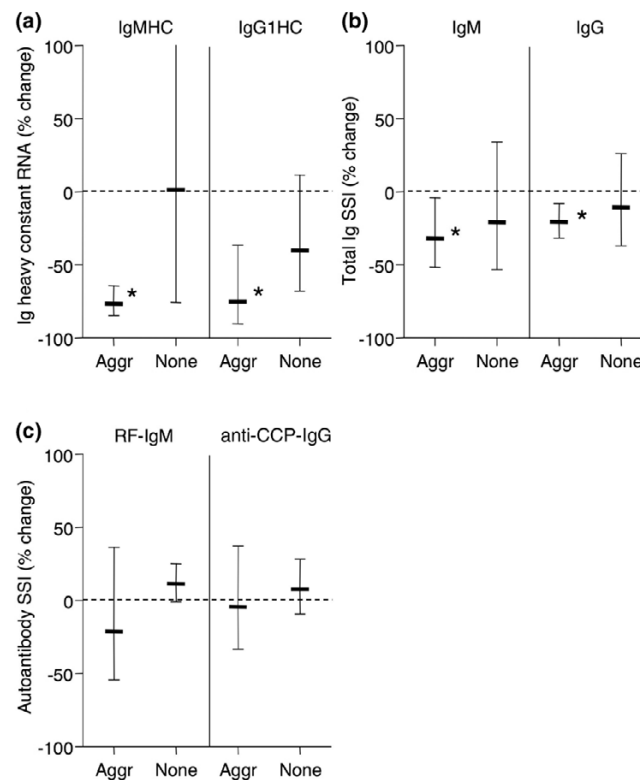 (a)
IgMHC IgG1HC
Ig heavy constant RNA (% change)
100
50
0
-50
-100
* *
Aggr None Aggr None
(b)
IgM IgG
Total Ig SSI (% change)
100
50
0
-50
-100
* *
Aggr None Aggr None
(c)
RF-IgM anti-CCP-IgG
Autoantibody SSI (% change)
100
50
0
-50
-100
Aggr None Aggr None